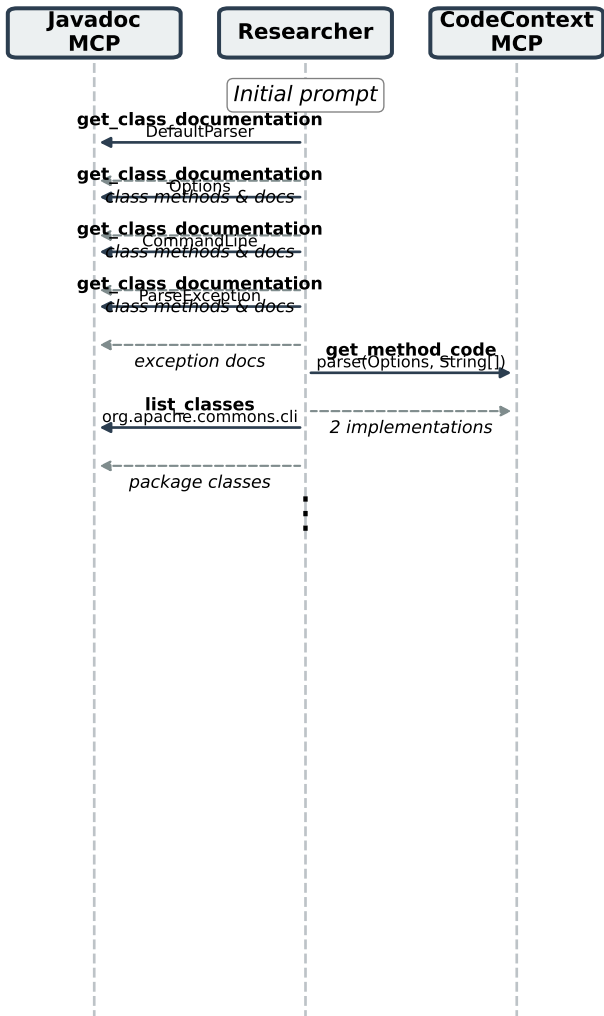 Javadoc
MCP
Researcher
CodeContext
MCP
Initial prompt
get_class_documentation
DefaultParser
get_class_documentation
Options
class methods & docs
get_class_documentation
CommandLine
class methods & docs
get_class_documentation
ParseException
class methods & docs
exception docs
get_method_code
parse(Options, String[])
list_classes
org.apache.commons.cli
2 implementations
package classes